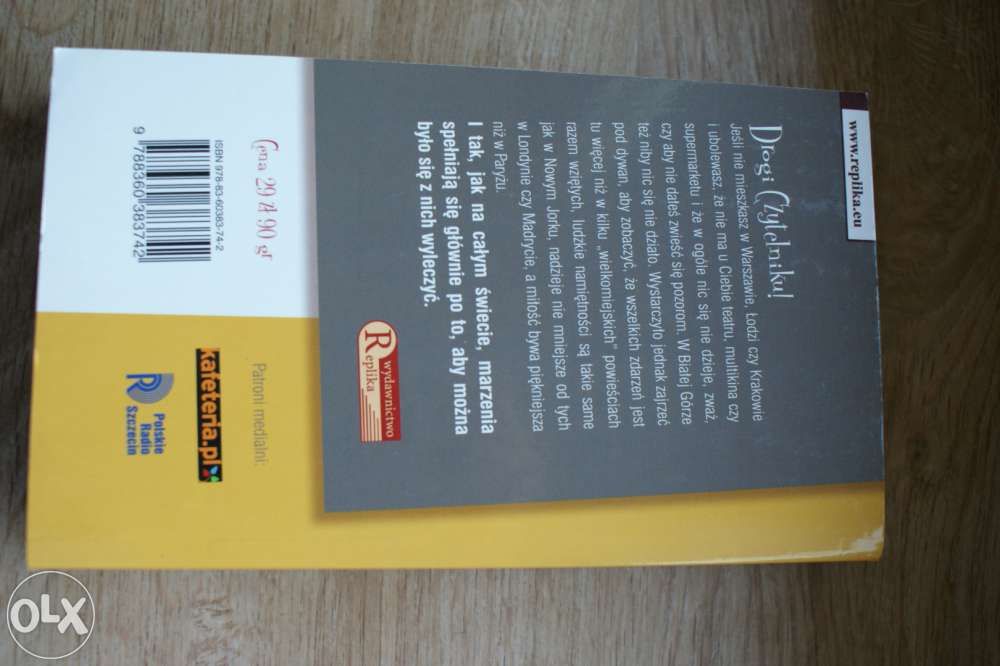 www.replika.eu
Drogi Czytelniku!
Jeśli nie mieszkasz w Warszawie, Łodzi czy Krakowie
i ubolewasz, że nie ma u Ciebie teatru, multikina czy
supermarketu i że w ogóle nic się nie dzieje, zważ,
czy aby nie dałeś zwieść się pozorom. W Białej Górze
też niby nic się nie działo. Wystarczyło jednak zajrzeć
pod dywan, aby zobaczyć, że wszelkich zdarzeń jest
tu więcej niż w kilku „wielkomiejskich” powieściach
razem wziętych, ludzkie namiętności są takie same
jak w Nowym Jorku, nadzieje nie mniejsze od tych
w Londynie czy Madrycie, a miłość bywa piękniejsza
niż w Paryżu.
I tak, jak na całym świecie, marzenia
spełniają się głównie po to, aby można
było się z nich wyleczyć.
wydawnictwo
Replika
Cena 29 zł 90 gr
ISBN 978-83-60383-74-2
9 788360 383742
Patroni medialni:
kafeteria.pl
Polskie
Radio
Szczecin
OLX